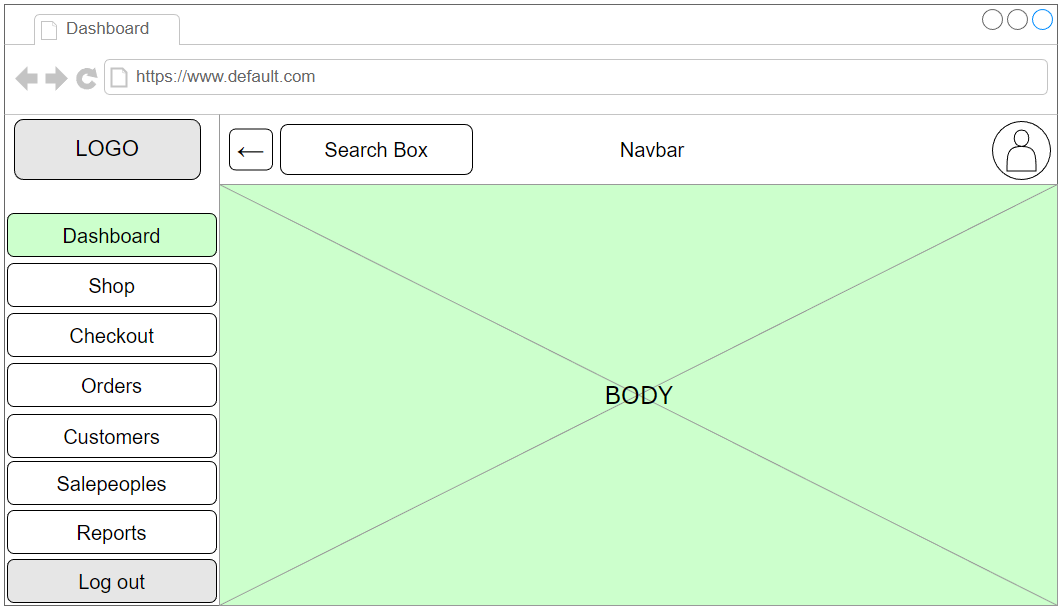 Dashboard
https://www.default.com
LOGO
Search Box
Navbar
Dashboard
Shop
Checkout
Orders
Customers
Salepeoples
Reports
Log out
BODY